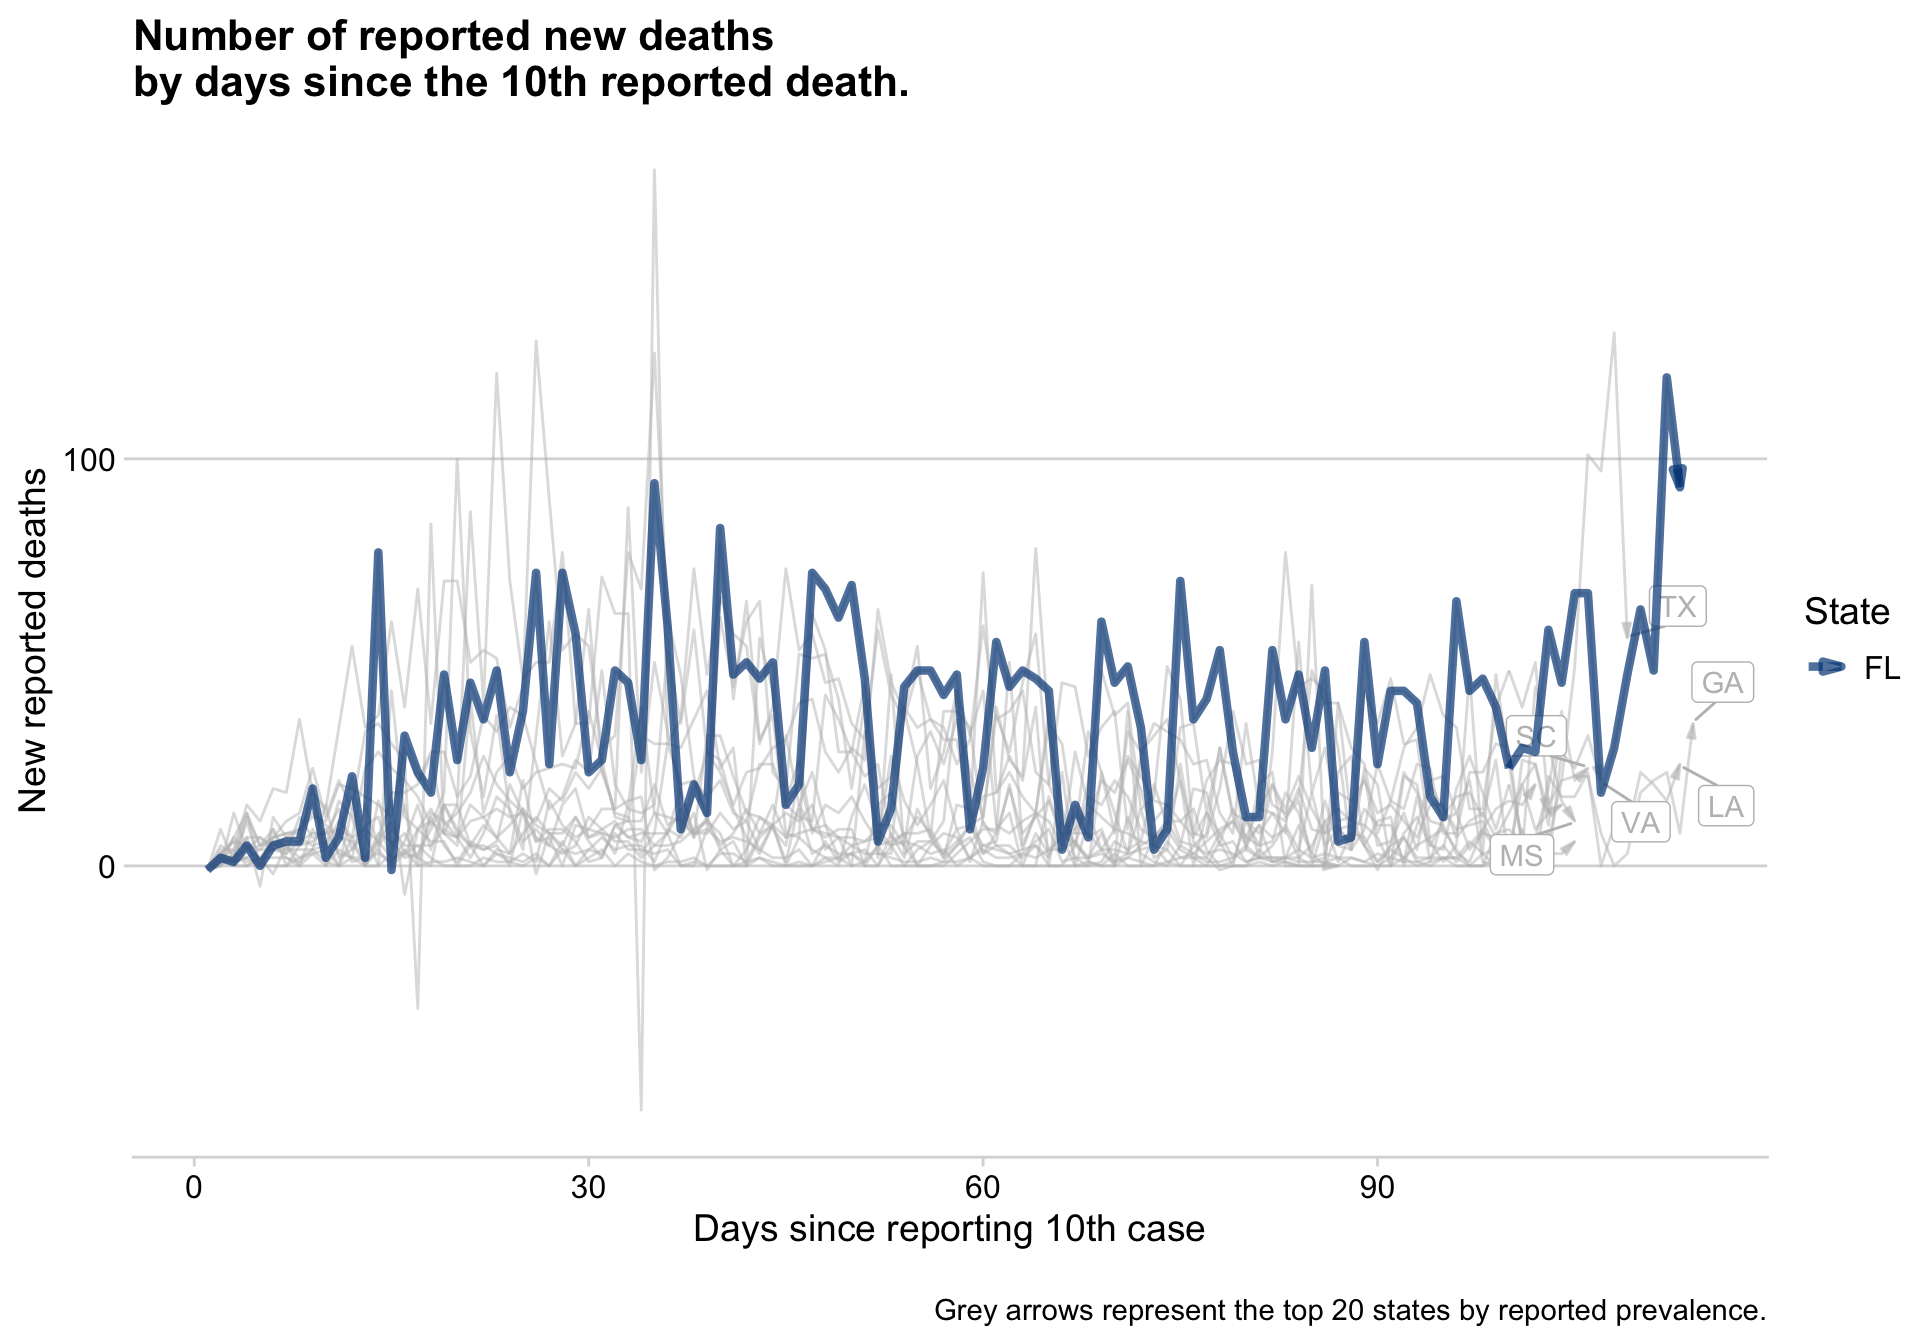 Number of reported new deaths
by days since the 10th reported death.
New reported deaths
100
0
TX
GA
SC
LA
VA
MS
State
FL
0
30
60
90
Days since reporting 10th case
Grey arrows represent the top 20 states by reported prevalence.